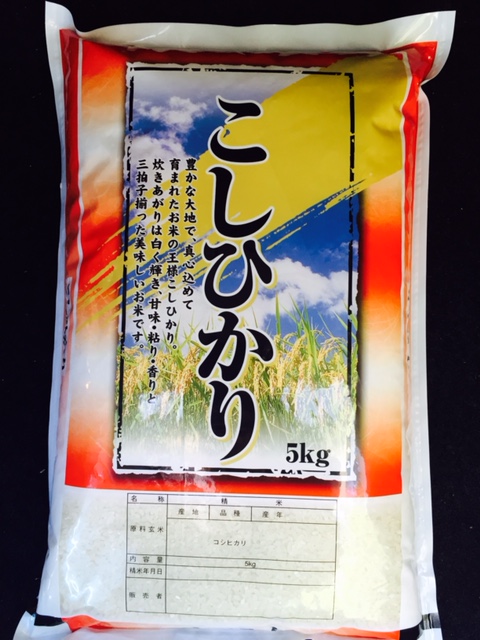 こしひかり
豊かな大地で、真心込めて
育まれたお米の王様こしひかり。
炊きあがりは白く輝き、甘味・粘り・香りと
三拍子揃った美味しいお米です。
5kg
名称 精米
原料玄米 産地 品種 産年
コシヒカリ
内容量 5kg
精米年月日
販売者